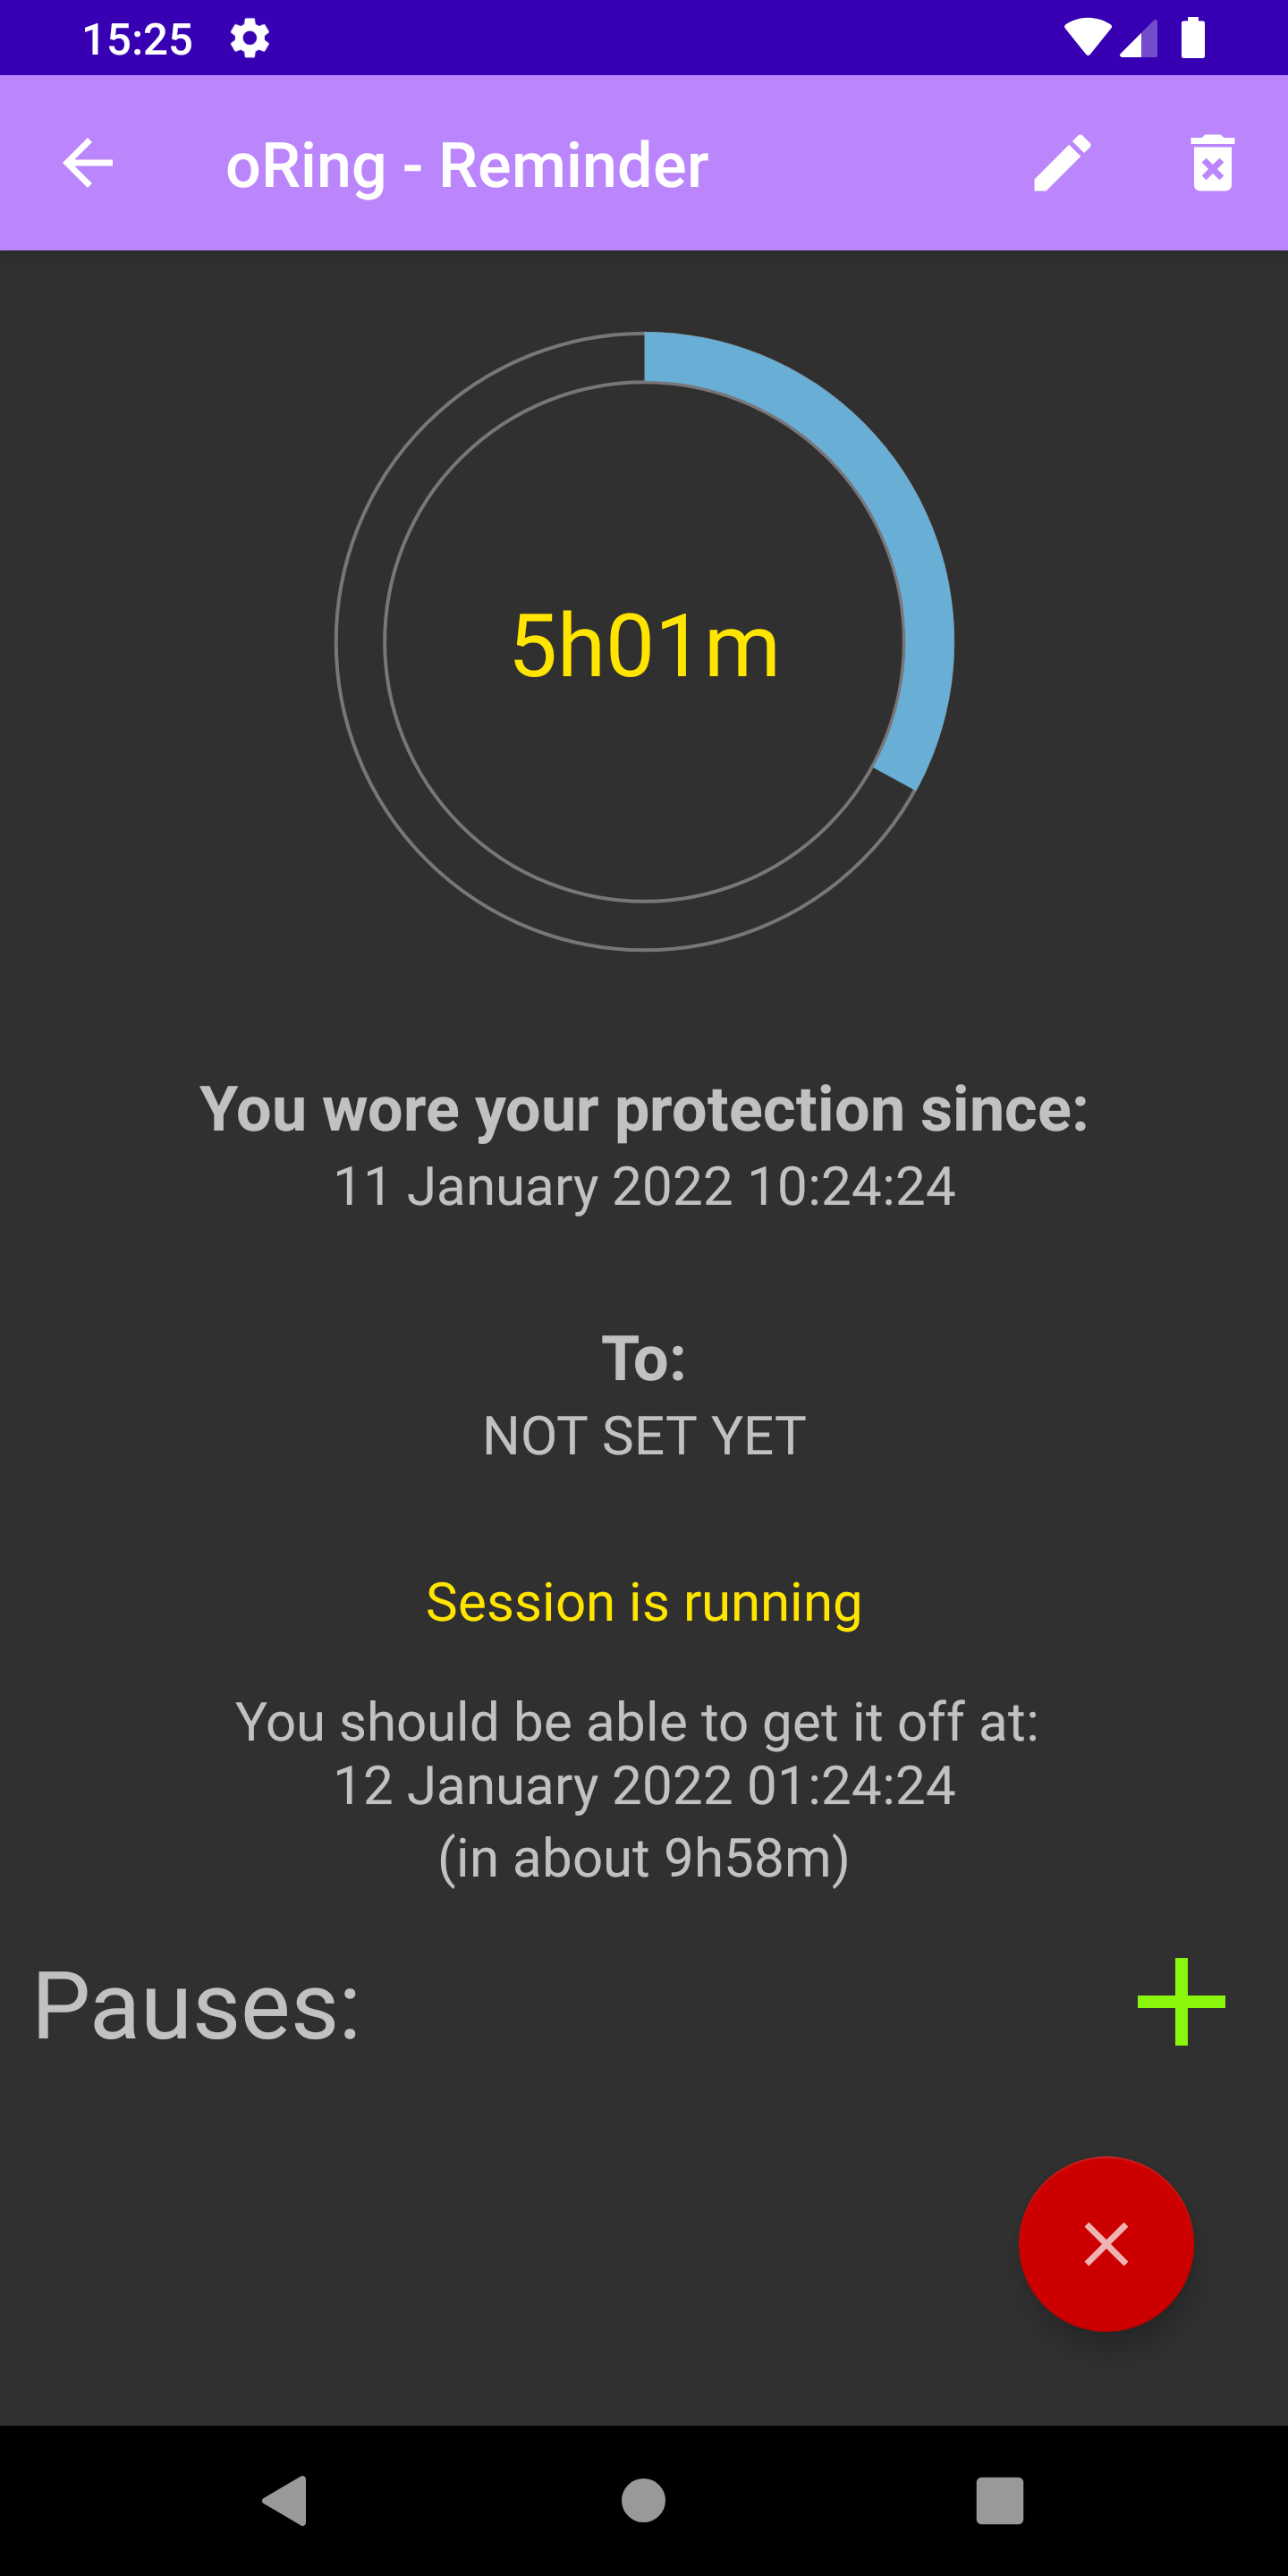 15:25
oRing - Reminder
5h01m
You wore your protection since:
11 January 2022 10:24:24
To:
NOT SET YET
Session is running
You should be able to get it off at:
12 January 2022 01:24:24
(in about 9h58m)
Pauses: